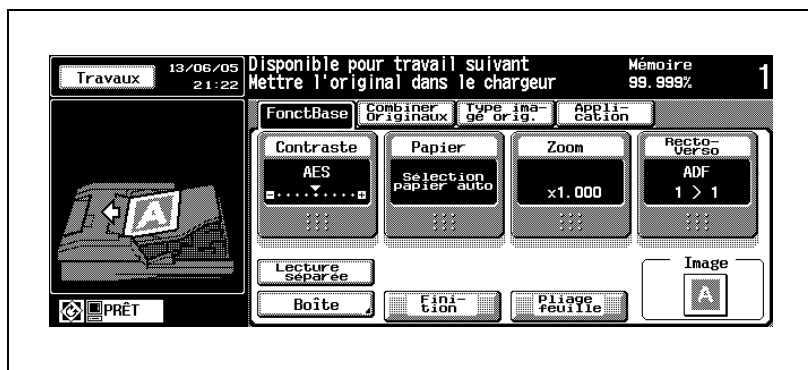 Travaux
13/06/05
21:22
Disponible pour travail suivant
Mettre l'original dans le chargeur
Mémoire
99.999%
1
FonctBase
Combiner
Originaux
Type ima-
ge orig.
Appli-
cation
Contraste
AES
Papier
Sélection
papier auto
Zoom
x1.000
Recto-
Verso
ADF
1 > 1
A
Lecture
séparée
Boîte
Fini-
tion
Pliage
feuille
Image
A
PRÊT